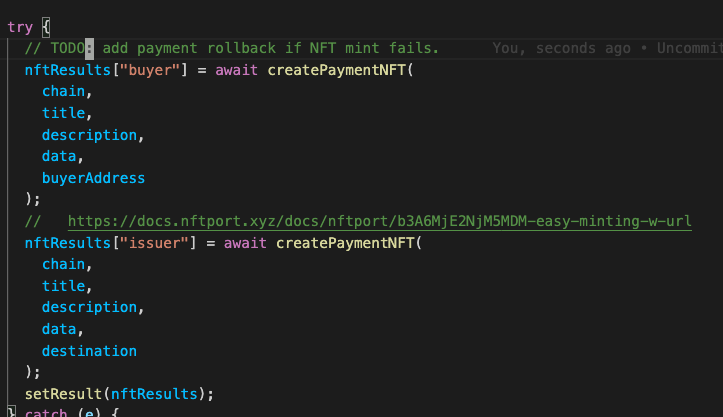 try {
// TODO: add payment rollback if NFT mint fails. You, seconds ago • Uncommit
nftResults["buyer"] = await createPaymentNFT(
chain,
title,
description,
data,
buyerAddress
);
// https://docs.nftport.xyz/docs/nftport/b3A6MjE2NjM5MDM-easy-minting-w-url
nftResults["issuer"] = await createPaymentNFT(
chain,
title,
description,
data,
destination
);
setResult(nftResults);
} catch (e) {